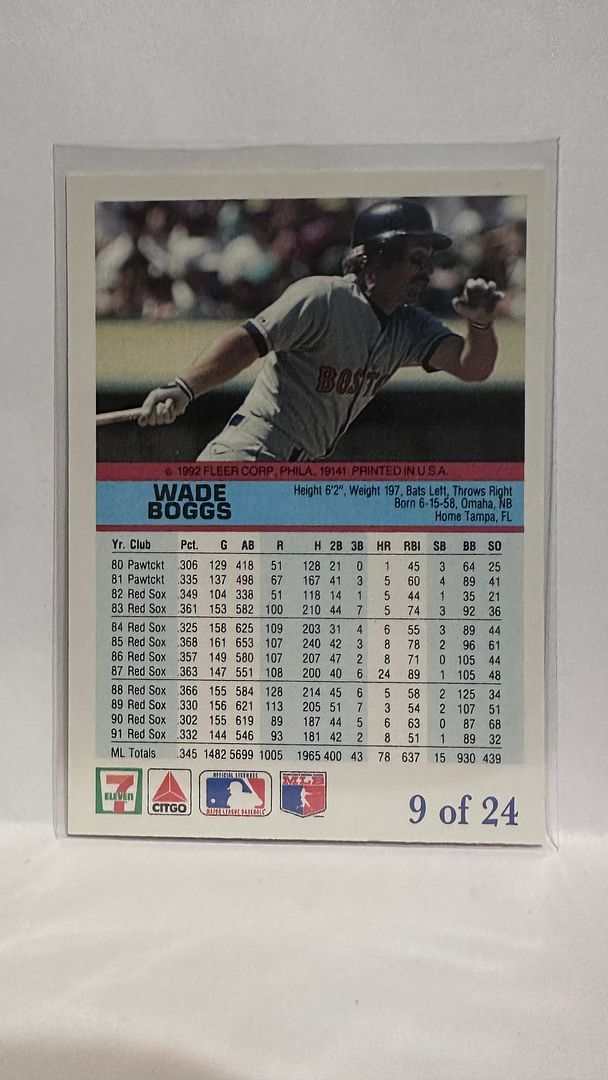 BOSTO
© 1992 FLEER CORP., PHILA., 19141 PRINTED IN U.S.A.
WADE
BOGGS
Height 6'2", Weight 197, Bats Left, Throws Right
Born 6-15-58, Omaha, NB
Home Tampa, FL
Yr. Club Pct. G AB R H 2B 3B HR RBI SB BB SO
80 Pawtckt .306 129 418 51 128 21 0 1 45 3 64 25
81 Pawtckt .335 137 498 67 167 41 3 5 60 4 89 41
82 Red Sox .349 104 338 51 118 14 1 5 44 1 35 21
83 Red Sox .361 153 582 100 210 44 7 5 74 3 92 36
84 Red Sox .325 158 625 109 203 31 4 6 55 3 89 44
85 Red Sox .368 161 653 107 240 42 3 8 78 2 96 61
86 Red Sox .357 149 580 107 207 47 2 8 71 0 105 44
87 Red Sox .363 147 551 108 200 40 6 24 89 1 105 48
88 Red Sox .366 155 584 128 214 45 6 5 58 2 125 34
89 Red Sox .330 156 621 113 205 51 7 3 54 2 107 51
90 Red Sox .302 155 619 89 187 44 5 6 63 0 87 68
91 Red Sox .332 144 546 93 181 42 2 8 51 1 89 32
ML Totals .345 1482 5699 1005 1965 400 43 78 637 15 930 439
7
ELEVEN
CITGO
OFFICIAL LICENSEE
MAJOR LEAGUE BASEBALL
MLB
9 of 24